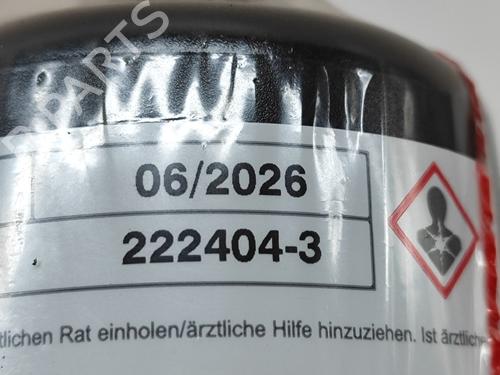 06/2026
222404-3
tlichen Rat einholen/ärztliche Hilfe hinzuziehen. Ist ärztliche